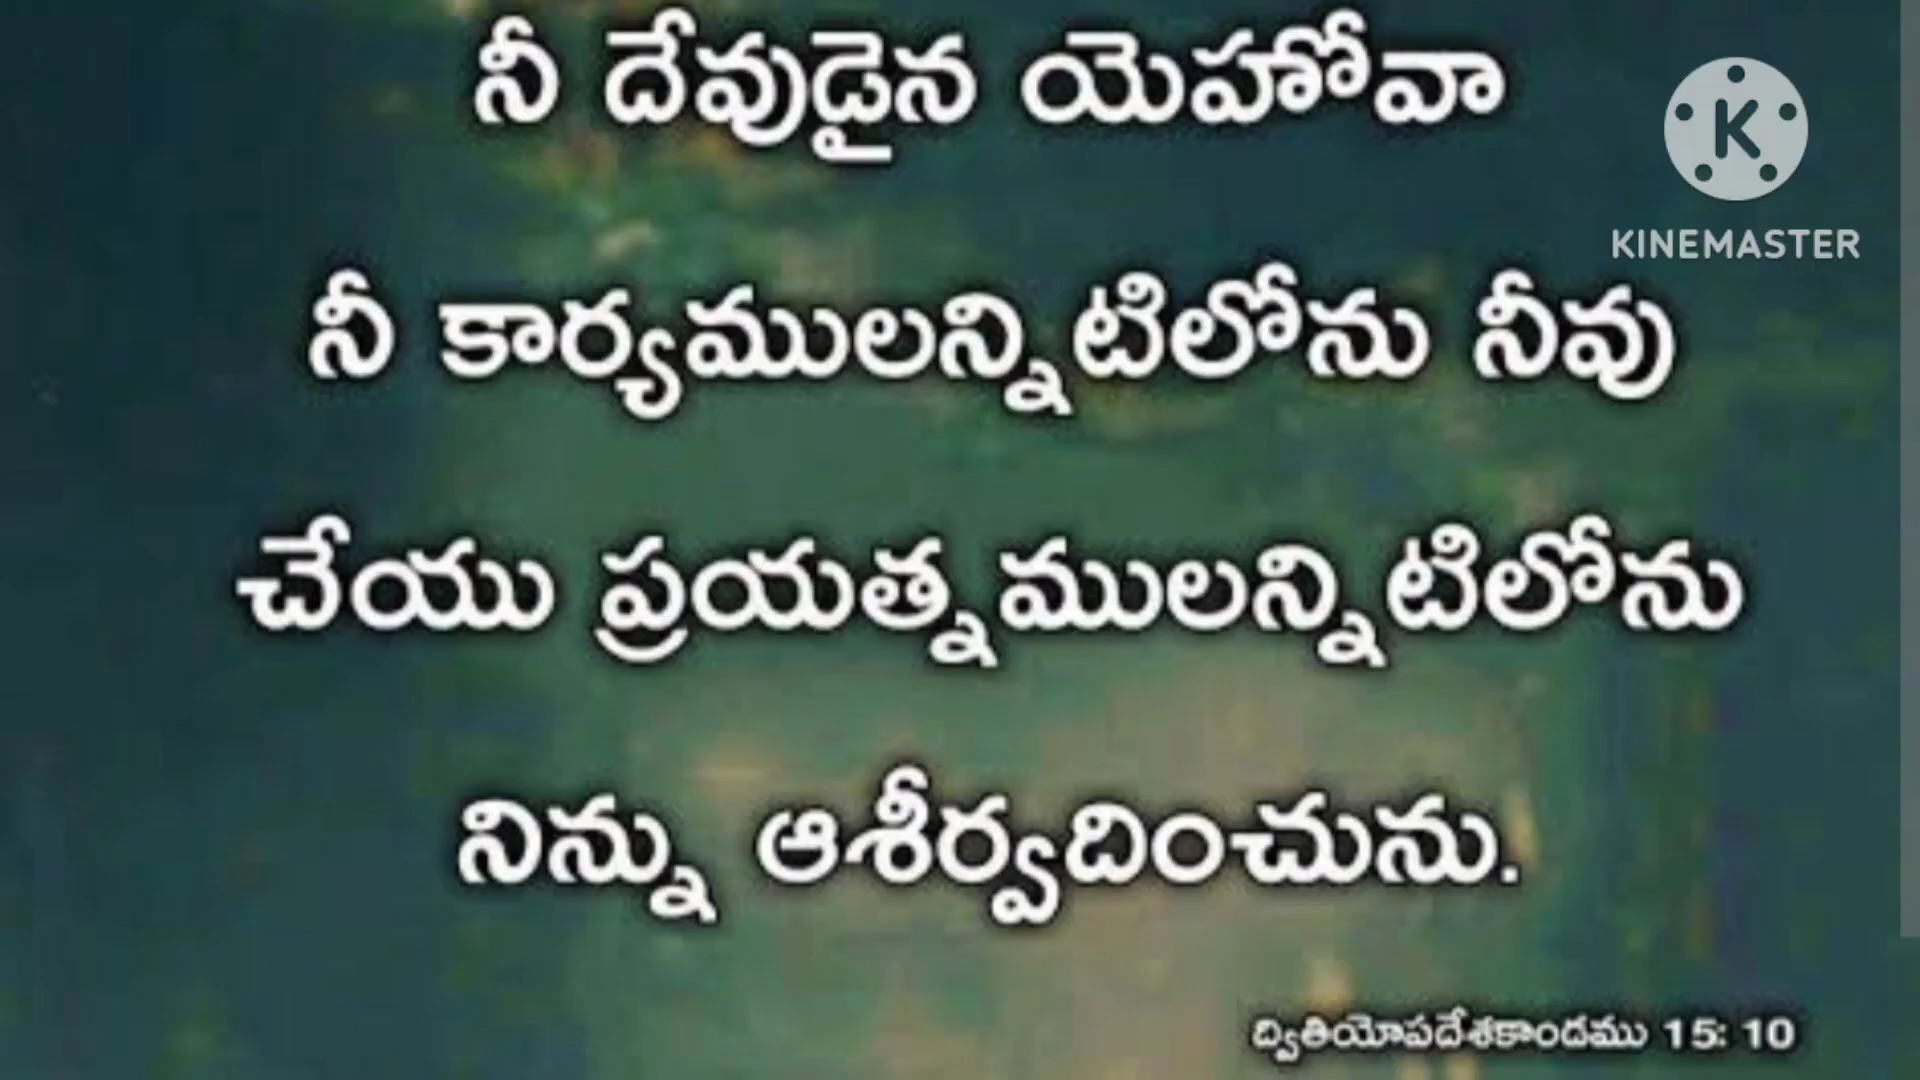 నీ దేవుడైన యెహోవా
KINEMASTER
నీ కార్యములన్నిటిలోను నీవు
చేయు ప్రయత్నములన్నిటిలోను
నిన్ను ఆశీర్వదించును.
ద్వితియోపదేశకాండము 15: 10